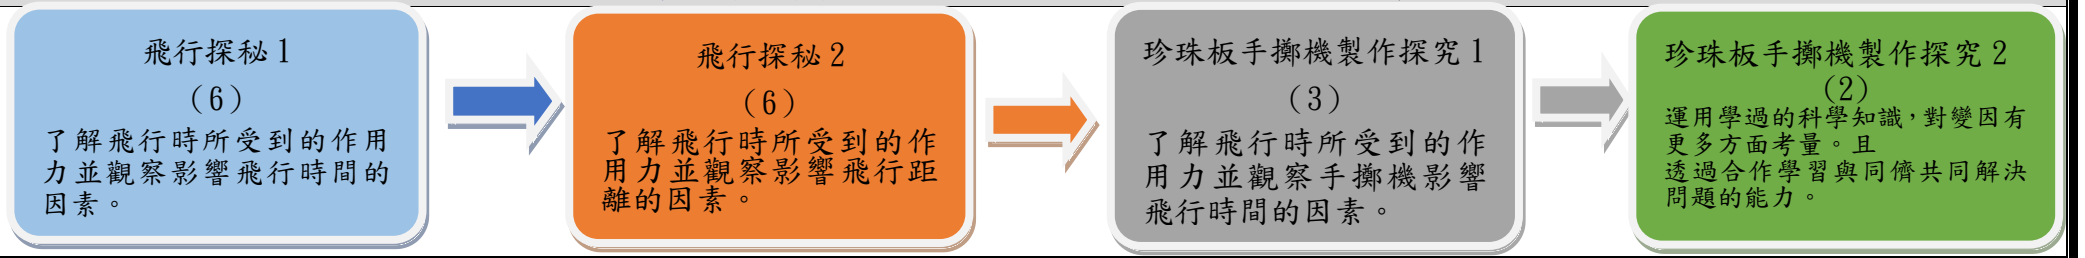 飛行探秘 1
(6)
了解飛行時所受到的作用
力並觀察影響飛行時間的
因素。
飛行探秘 2
(6)
了解飛行時所受到的作
用力並觀察影響飛行距
離的因素。
珍珠板手擲機製作探究 1
(3)
了解飛行時所受到的作
用力並觀察手擲機影響
飛行時間的因素。
珍珠板手擲機製作探究 2
(2)
運用學過的科學知識，對變因有
更多方面考量。且
透過合作學習與同儕共同解決
問題的能力。